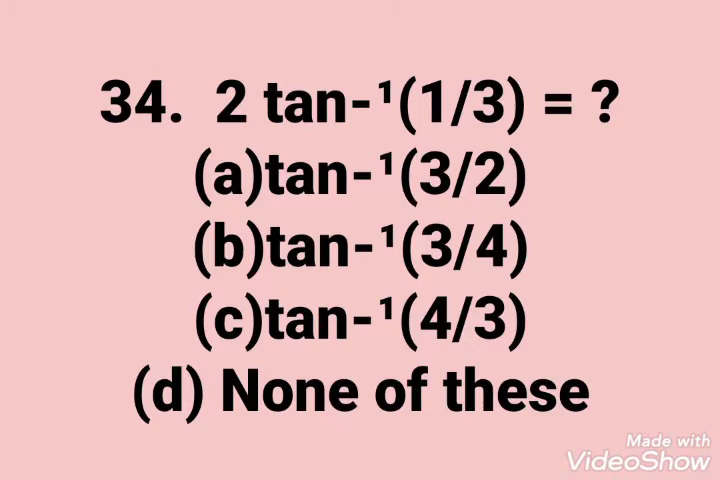 34. 2 tan-¹(1/3) = ?
(a)tan-¹(3/2)
(b)tan-¹(3/4)
(c)tan-¹(4/3)
(d) None of these
Made with
VideoShow